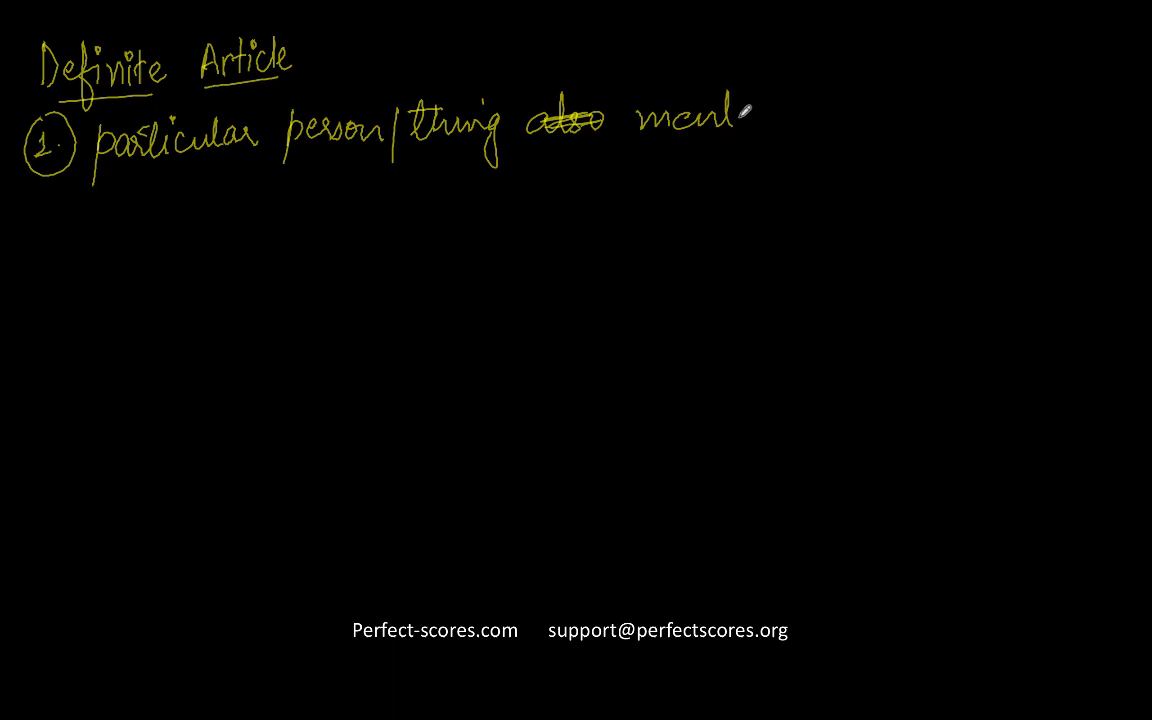 Definite Article
1. particular person/thing ment
Perfect-scores.com support@perfectscores.org